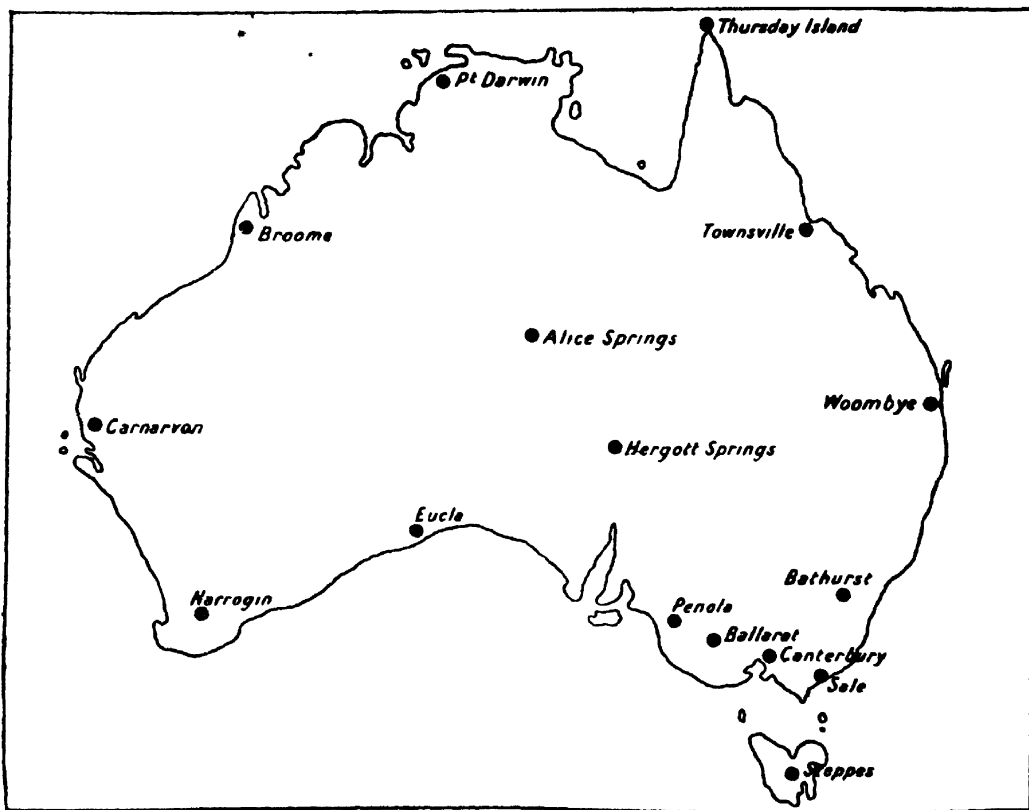 Thursday Island
Pt Darwin
Broome
Townsville
Alice Springs
Woombye
Carnarvon
Hergott Springs
Eucla
Bathurst
Narrogin
Penola
Ballarat
Canterbury
Sale
Steppes